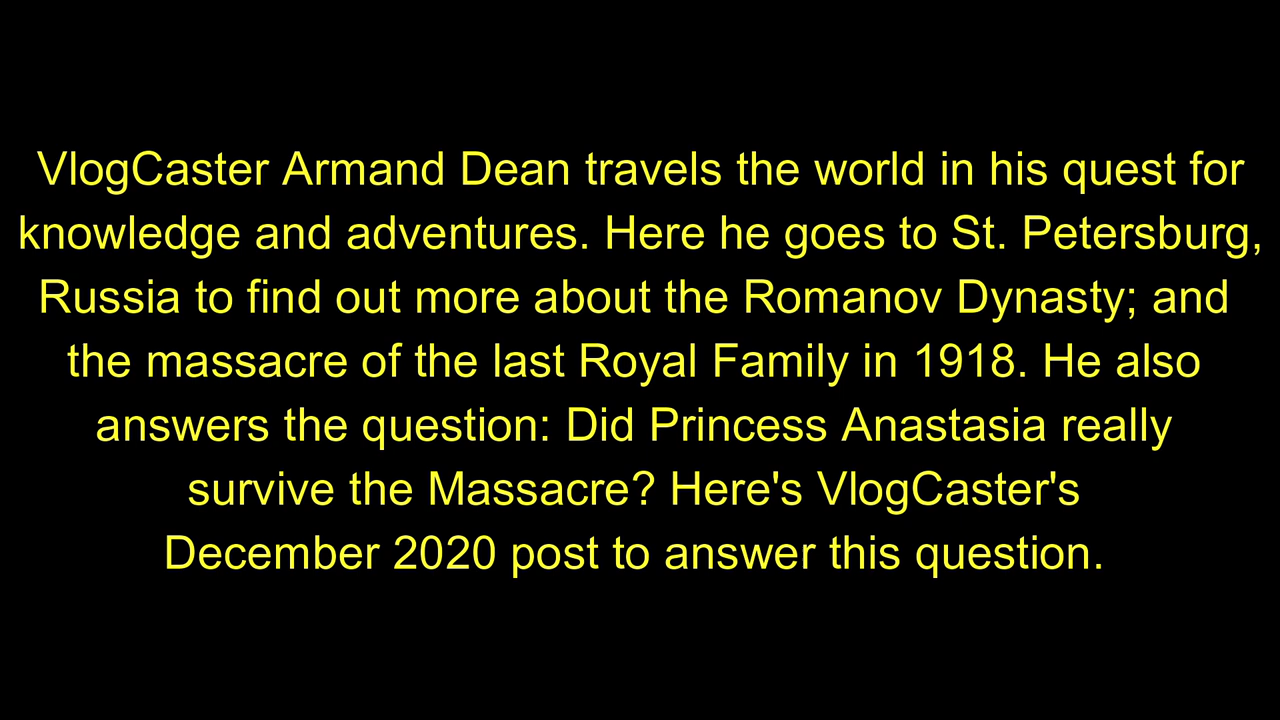 VlogCaster Armand Dean travels the world in his quest for
knowledge and adventures. Here he goes to St. Petersburg,
Russia to find out more about the Romanov Dynasty; and
the massacre of the last Royal Family in 1918. He also
answers the question: Did Princess Anastasia really
survive the Massacre? Here's VlogCaster's
December 2020 post to answer this question.